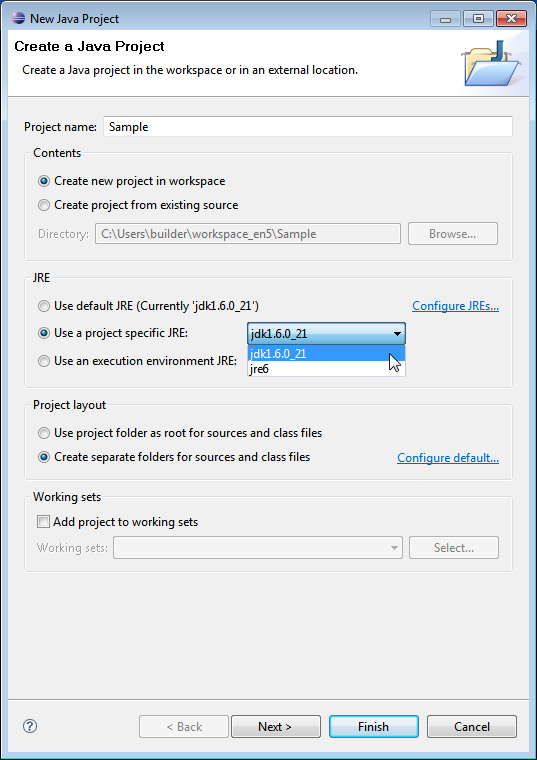 New Java Project
Create a Java Project
Create a Java project in the workspace or in an external location.
Project name: Sample
Contents
Create new project in workspace
Create project from existing source
Directory: C:\Users\builder\workspace_en5\Sample Browse...
JRE
Use default JRE (Currently 'jdk1.6.0_21') Configure JREs...
Use a project specific JRE: jdk1.6.0_21
jdk1.6.0_21
Use an execution environment JRE: jre6
Project layout
Use project folder as root for sources and class files
Create separate folders for sources and class files Configure default...
Working sets
Add project to working sets
Working sets: Select...
? < Back Next > Finish Cancel